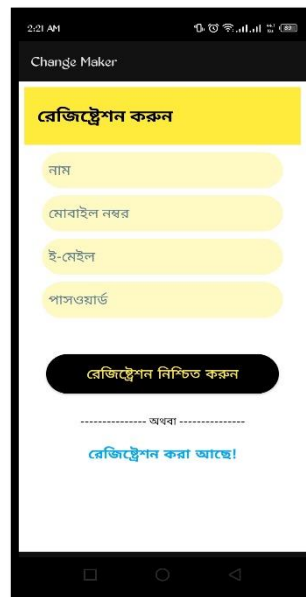 2:21 AM
Change Maker
রেজিষ্ট্রেশন করুন
নাম
মোবাইল নম্বর
ই-মেইল
পাসওয়ার্ড
রেজিষ্ট্রেশন নিশ্চিত করুন
--------------- অথবা ---------------
রেজিষ্ট্রেশন করা আছে!